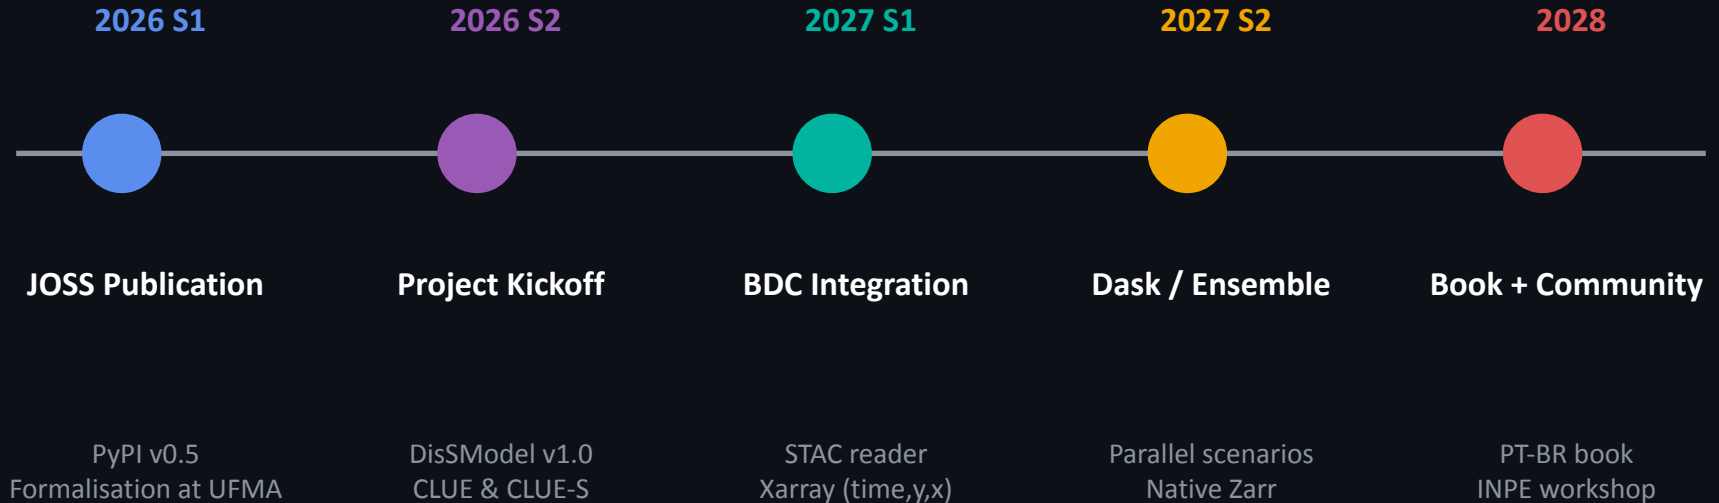 2026 S1
2026 S2
2027 S1
2027 S2
2028
JOSS Publication
Project Kickoff
BDC Integration
Dask / Ensemble
Book + Community
PyPI v0.5
Formalisation at UFMA
DisSModel v1.0
CLUE & CLUE-S
STAC reader
Xarray (time,y,x)
Parallel scenarios
Native Zarr
PT-BR book
INPE workshop